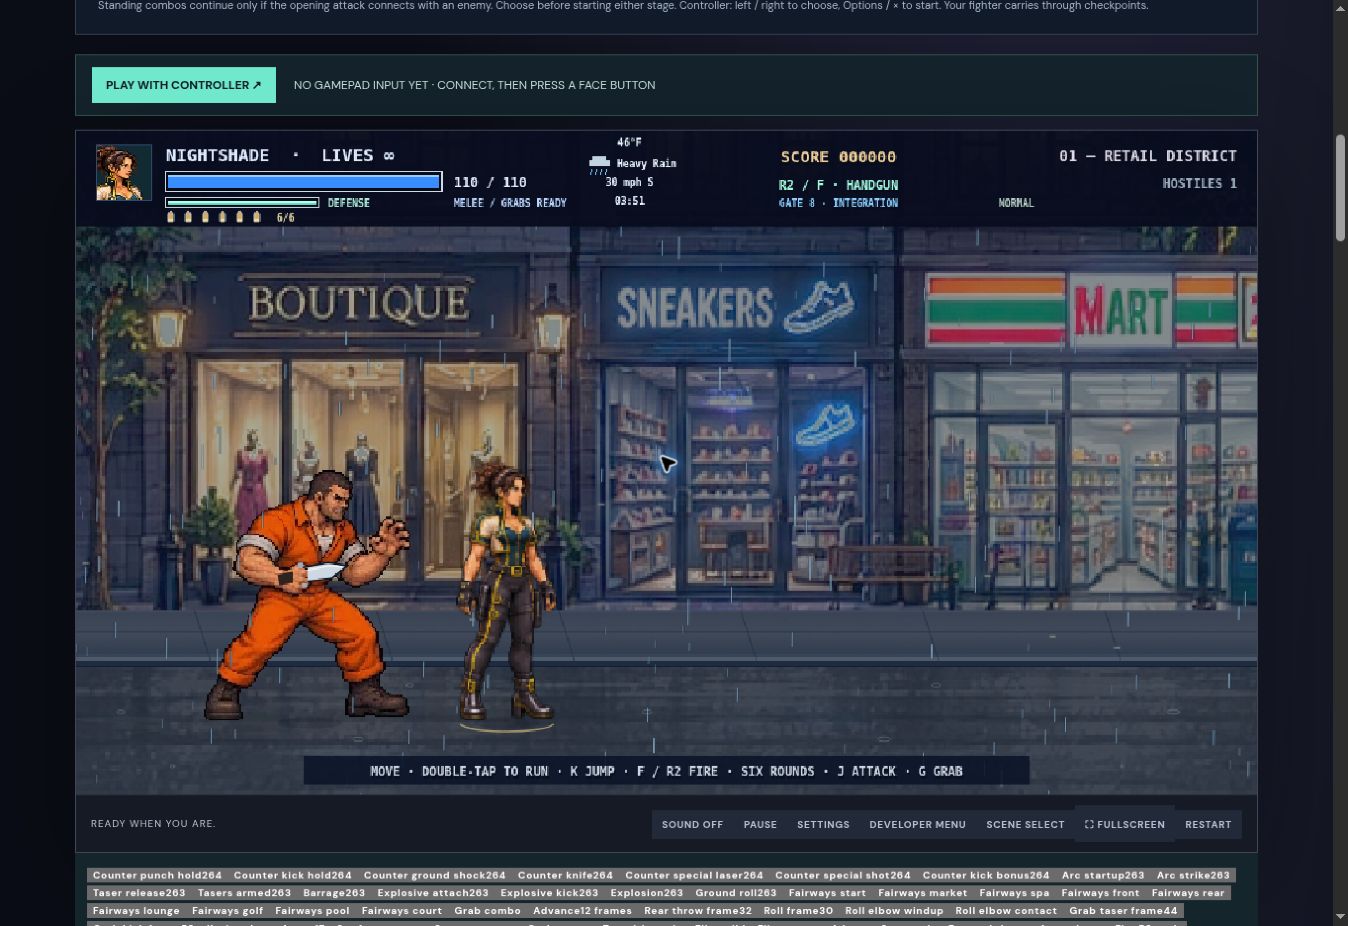 Standing combos continue only if the opening attack connects with an enemy. Choose before starting either stage. Controller: left / right to choose, Options / × to start. Your fighter carries through checkpoints.
PLAY WITH CONTROLLER ↗ NO GAMEPAD INPUT YET · CONNECT, THEN PRESS A FACE BUTTON
NIGHTSHADE · LIVES ∞
110 / 110
DEFENSE MELEE / GRABS READY
6/6
46°F
Heavy Rain
30 mph S
03:51
SCORE 000000
R2 / F · HANDGUN
GATE 8 · INTEGRATION
NORMAL
01 — RETAIL DISTRICT
HOSTILES 1
BOUTIQUE
SNEAKERS
MART
MOVE · DOUBLE-TAP TO RUN · K JUMP · F / R2 FIRE · SIX ROUNDS · J ATTACK · G GRAB
READY WHEN YOU ARE. SOUND OFF PAUSE SETTINGS DEVELOPER MENU SCENE SELECT ⛶ FULLSCREEN RESTART
Counter punch hold264 Counter kick hold264 Counter ground shock264 Counter knife264 Counter special laser264 Counter special shot264 Counter kick bonus264 Arc startup263 Arc strike263
Taser release263 Tasers armed263 Barrage263 Explosive attach263 Explosive kick263 Explosion263 Ground roll263 Fairways start Fairways market Fairways spa Fairways front Fairways rear
Fairways lounge Fairways golf Fairways pool Fairways court Grab combo Advance12 frames Rear throw frame32 Roll frame30 Roll elbow windup Roll elbow contact Grab taser frame44